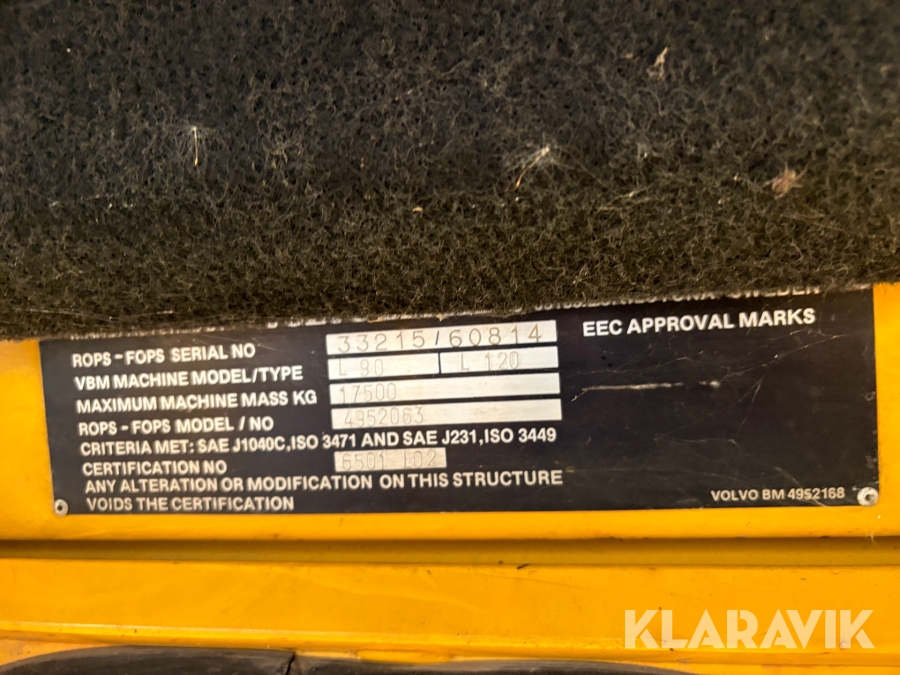 ROPS-FOPS SERIAL NO 33215/60814 EEC APPROVAL MARKS
VBM MACHINE MODEL/TYPE L 90 L 120
MAXIMUM MACHINE MASS KG 17500
ROPS-FOPS MODEL / NO 4952063
CRITERIA MET: SAE J1040C, ISO 3471 AND SAE J231, ISO 3449
CERTIFICATION NO 6501 102
ANY ALTERATION OR MODIFICATION ON THIS STRUCTURE
VOIDS THE CERTIFICATION
VOLVO BM 4952168
KLARAVIK